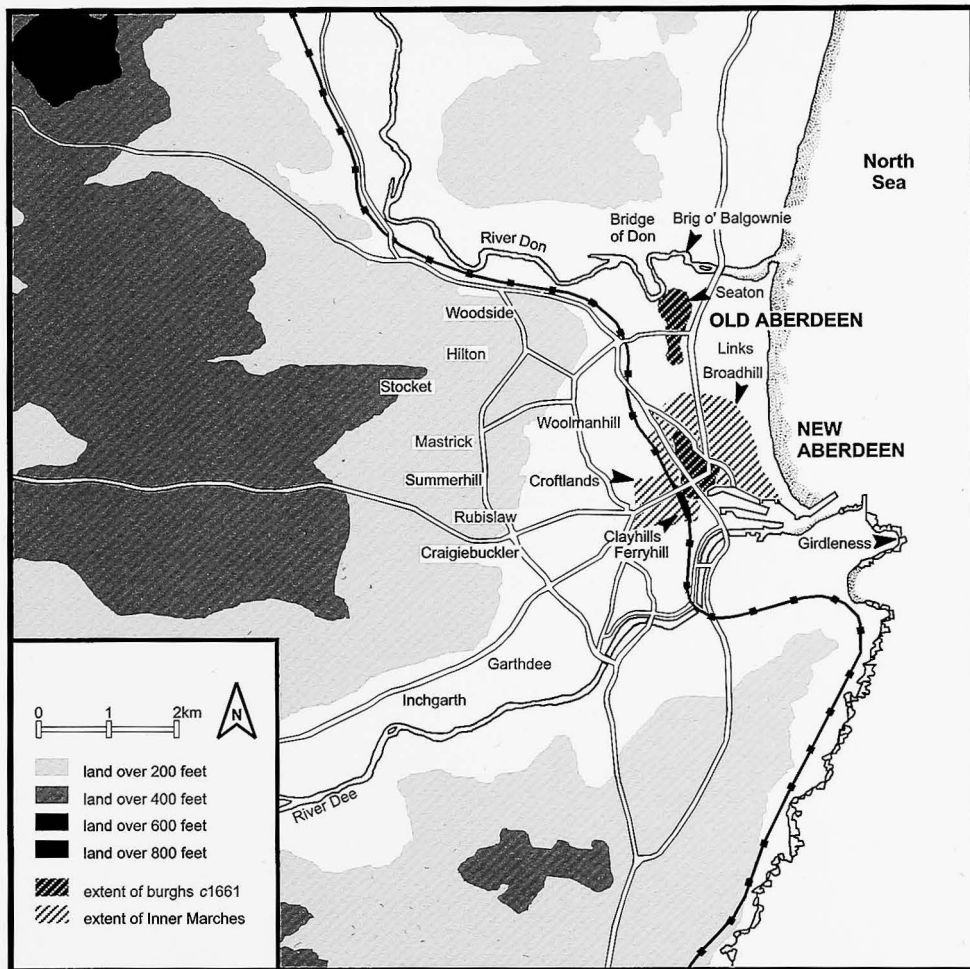 North
Sea
Bridge
of Don
Brig o' Balgownie
River Don
Seaton
Woodside
OLD ABERDEEN
Links
Hilton
Broadhill
Stocket
Woolmanhill
NEW
ABERDEEN
Mastrick
Summerhill
Croftlands
Rubislaw
Craigiebuckler
Clayhills
Ferryhill
Girdleness
Garthdee
Inchgarth
River Dee
0 1 2km
N
land over 200 feet
land over 400 feet
land over 600 feet
land over 800 feet
extent of burghs c1661
extent of Inner Marches